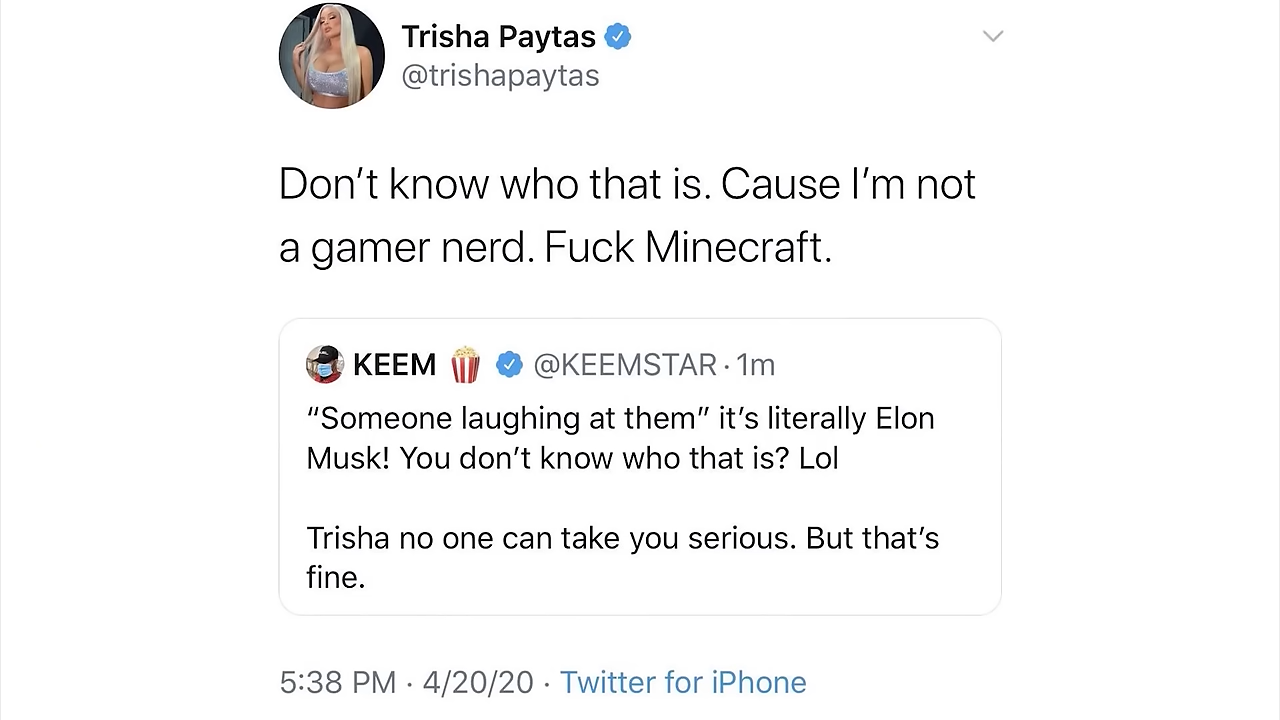 Trisha Paytas
@trishapaytas
Don’t know who that is. Cause I’m not
a gamer nerd. Fuck Minecraft.
KEEM 🍿 @KEEMSTAR · 1m
“Someone laughing at them” it’s literally Elon
Musk! You don’t know who that is? Lol
Trisha no one can take you serious. But that’s
fine.
5:38 PM · 4/20/20 · Twitter for iPhone